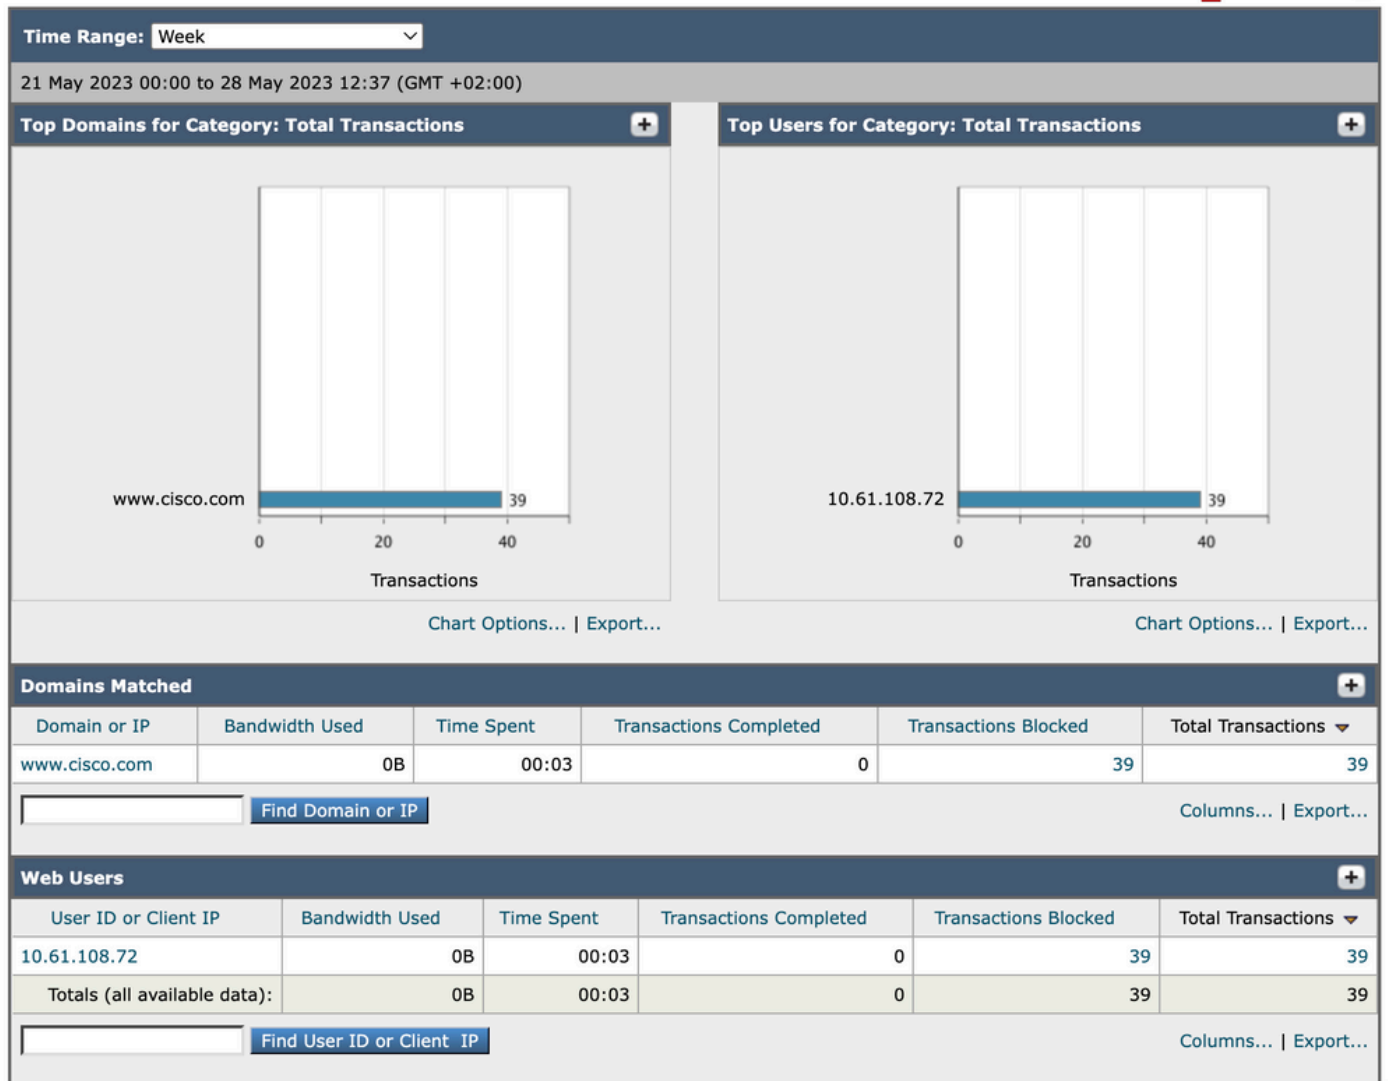 Time Range: Week
21 May 2023 00:00 to 28 May 2023 12:37 (GMT +02:00)
Top Domains for Category: Total Transactions
www.cisco.com 39
0 20 40
Transactions
Chart Options... | Export...
Top Users for Category: Total Transactions
10.61.108.72 39
0 20 40
Transactions
Chart Options... | Export...
Domains Matched
Domain or IP Bandwidth Used Time Spent Transactions Completed Transactions Blocked Total Transactions
www.cisco.com 0B 00:03 0 39 39
Find Domain or IP Columns... | Export...
Web Users
User ID or Client IP Bandwidth Used Time Spent Transactions Completed Transactions Blocked Total Transactions
10.61.108.72 0B 00:03 0 39 39
Totals (all available data): 0B 00:03 0 39 39
Find User ID or Client IP Columns... | Export...